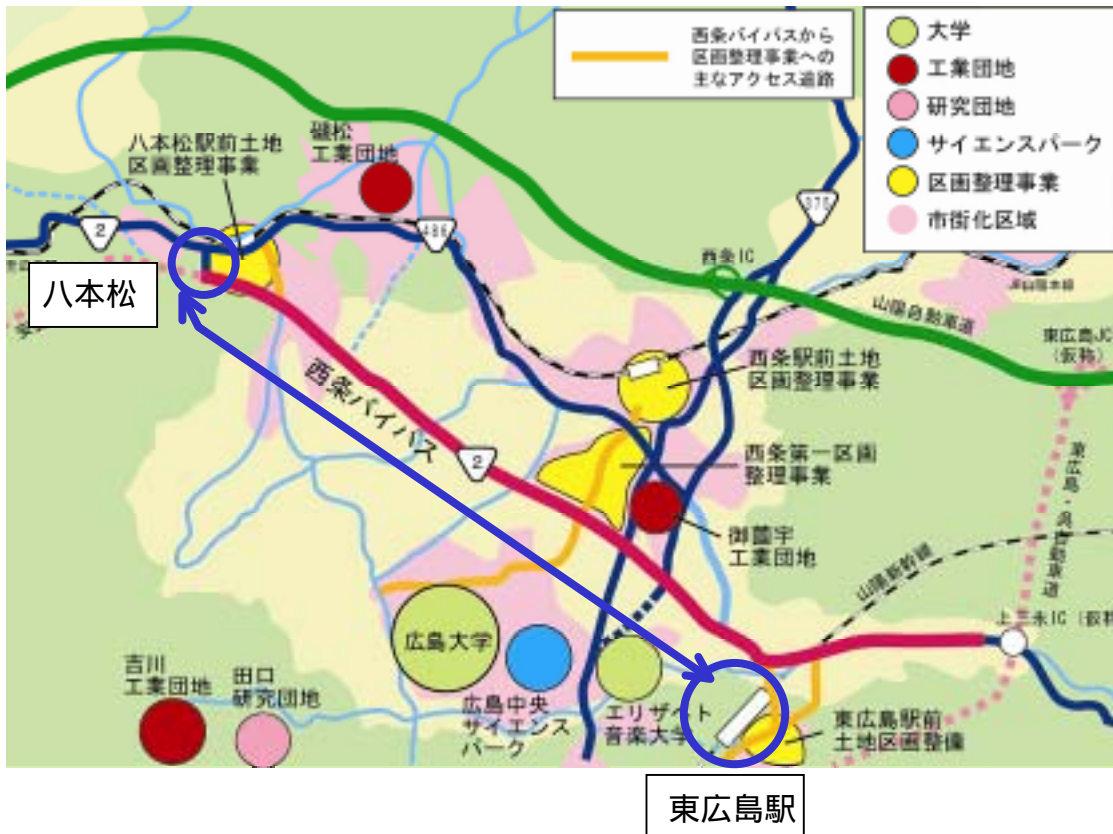 西条バイパスから
区画整理事業への
主なアクセス道路
大学
工業団地
研究団地
サイエンスパーク
区画整理事業
市街化区域
八本松駅前土地
区画整理事業
磯松
工業団地
2
486
375
八本松
西条IC
山陽自動車道
JR山陽本線
東広島JC
(仮称)
西条駅前土地
区画整理事業
西条バイパス
2
西条第一区画
整理事業
御薗宇
工業団地
東広島・呉自動車道
山陽新幹線
上三永IC (仮称
広島大学
吉川
工業団地
田口
研究団地
広島中央
サイエンス
パーク
エリザベト
音楽大学
東広島駅前
土地区画整備
東広島駅